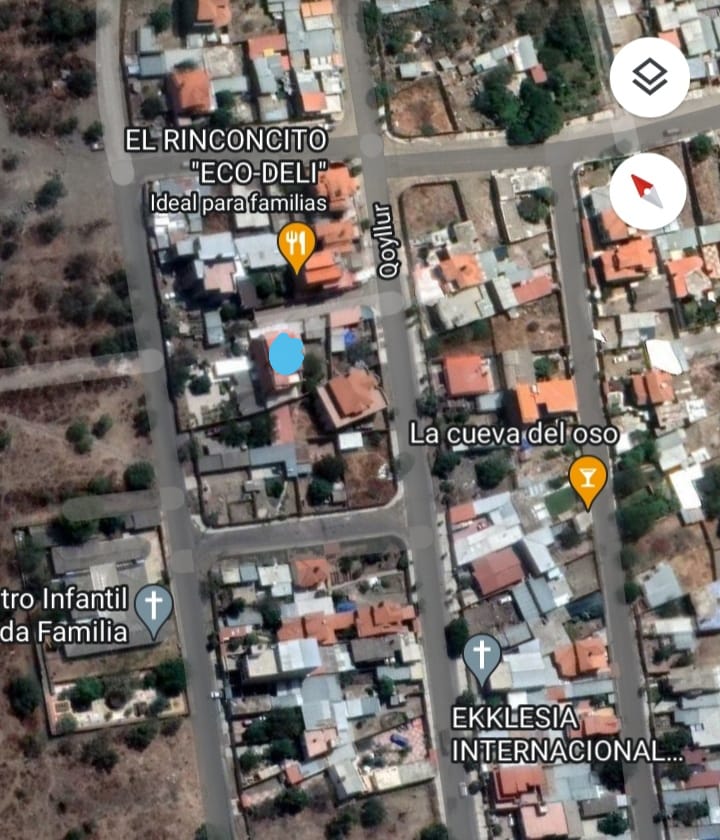 EL RINCONCITO
"ECO-DELI"
Ideal para familias
Qoyllur
La cueva del oso
tro Infantil
da Familia
EKKLESIA
INTERNACIONAL...